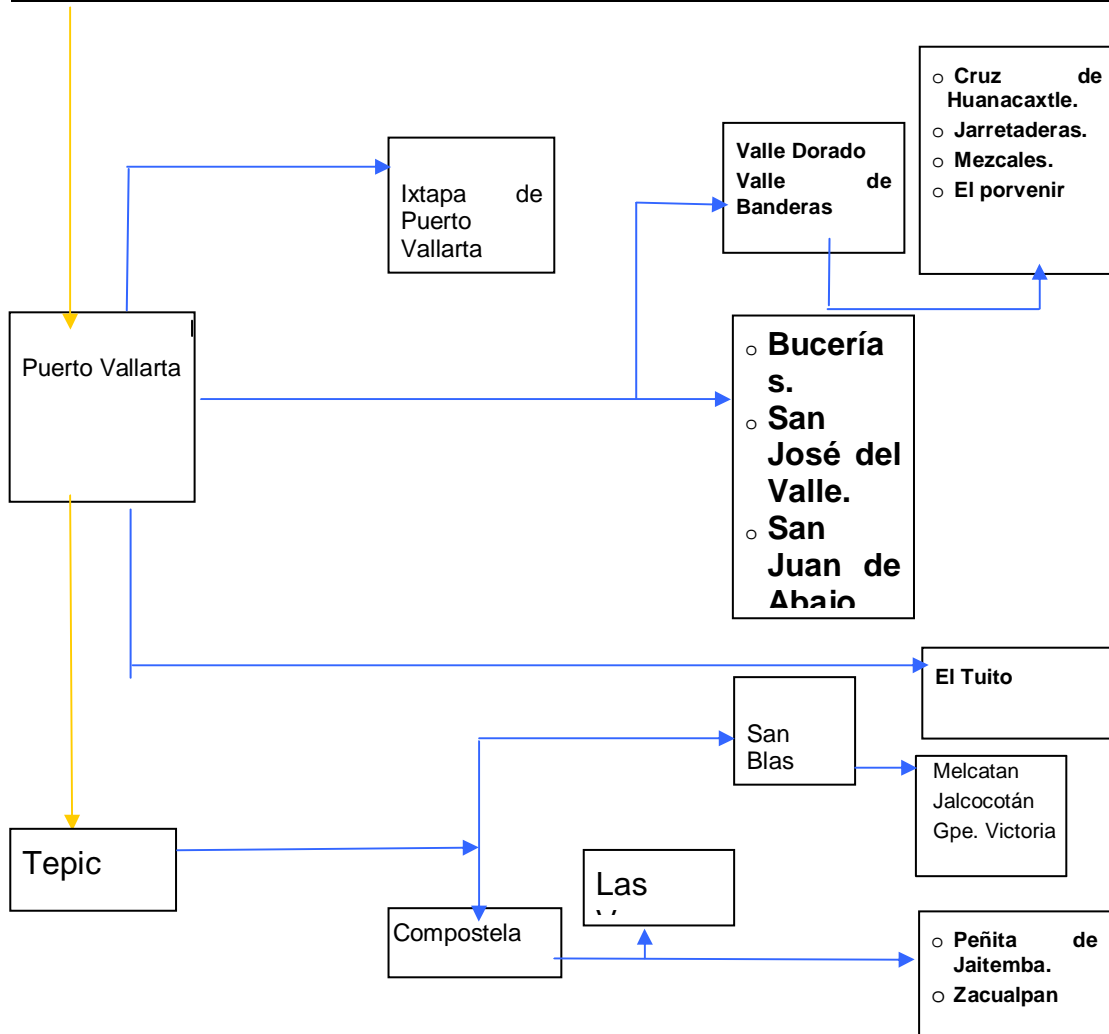 o Cruz de
Huanacaxtle.
o Jarretaderas.
o Mezcales.
o El porvenir
Valle Dorado
Valle de
Banderas
Ixtapa de
Puerto
Vallarta
Puerto Vallarta
o Bucería
s.
o San
José del
Valle.
o San
Juan de
Abajo
El Tuito
San
Blas
Melcatan
Jalcocotán
Gpe. Victoria
Tepic
Las
Compostela
o Peñita de
Jaitemba.
o Zacualpan